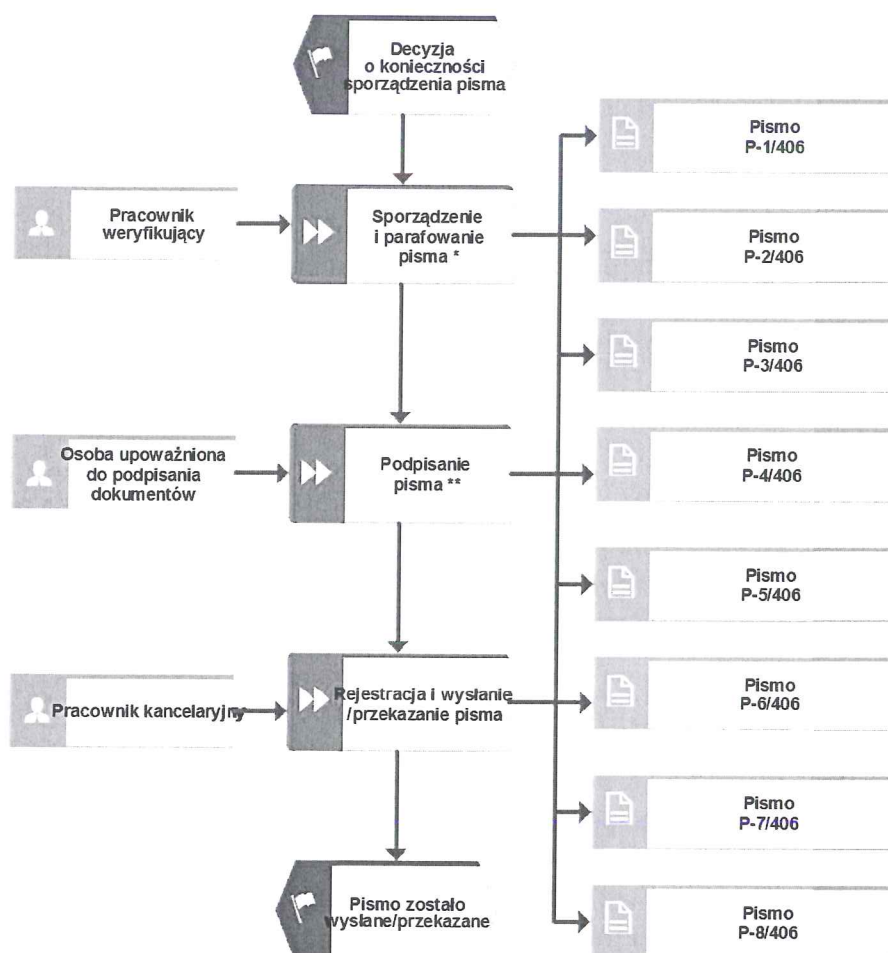 Decyzja
o konieczności
sporządzenia pisma
Pismo
P-1/406
Pracownik
weryfikujący
Sporządzenie
i parafowanie
pisma *
Pismo
P-2/406
Pismo
P-3/406
Osoba upoważniona
do podpisania
dokumentów
Podpisanie
pisma **
Pismo
P-4/406
Pismo
P-5/406
Pracownik kancelaryjny
Rejestracja i wysłanie
/przekazanie pisma
Pismo
P-6/406
Pismo
P-7/406
Pismo zostało
wysłane/przekazane
Pismo
P-8/406